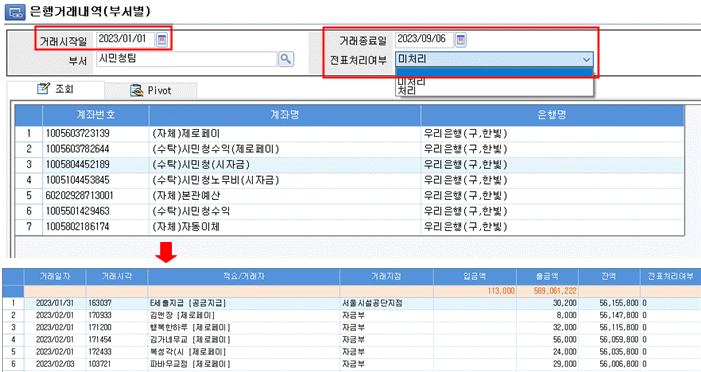 은행거래내역(부서별)
거래시작일 2023/01/01 거래종료일 2023/09/06
부서 시민청팀 전표처리여부 미처리
미처리
처리
조회 Pivot
계좌번호 계좌명 은행명
1 1005603723139 (자체)제로페이 우리은행(구,한빛)
2 1005603782644 (수탁)시민청수익(제로페이) 우리은행(구,한빛)
3 1005804452189 (수탁)시민청(시자금) 우리은행(구,한빛)
4 1005104453845 (수탁)시민청노무비(시자금) 우리은행(구,한빛)
5 60202928713001 (자체)본관예산 우리은행(구,한빛)
6 1005501429463 (수탁)시민청수익 우리은행(구,한빛)
7 1005802186174 (자체)자동이체 우리은행(구,한빛)
거래일자 거래시각 적요/거래자 거래지점 입금액 출금액 잔액 전표처리여부
113,000 569,061,222
1 2023/01/31 163037 E세출지급 [공금지급] 서울시설공단지점 30,200 56,155,800 0
2 2023/02/01 170933 김현장 [제로페이] 자금부 8,000 56,147,800 0
3 2023/02/01 171200 행복한하루 [제로페이] 자금부 32,000 56,115,800 0
4 2023/02/01 171454 김가네무교 [제로페이] 자금부 56,000 56,059,800 0
5 2023/02/01 172433 복성각(시 [제로페이] 자금부 24,000 56,035,800 0
6 2023/02/03 103721 파바무교점 [제로페이] 자금부 29,000 56,006,800 0